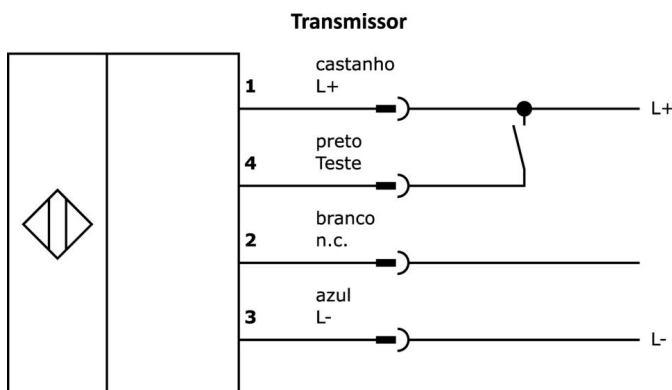 Transmissor
castanho
1 L+ L+
preto
4 Teste
branco
2 n.c.
azul
3 L- L-